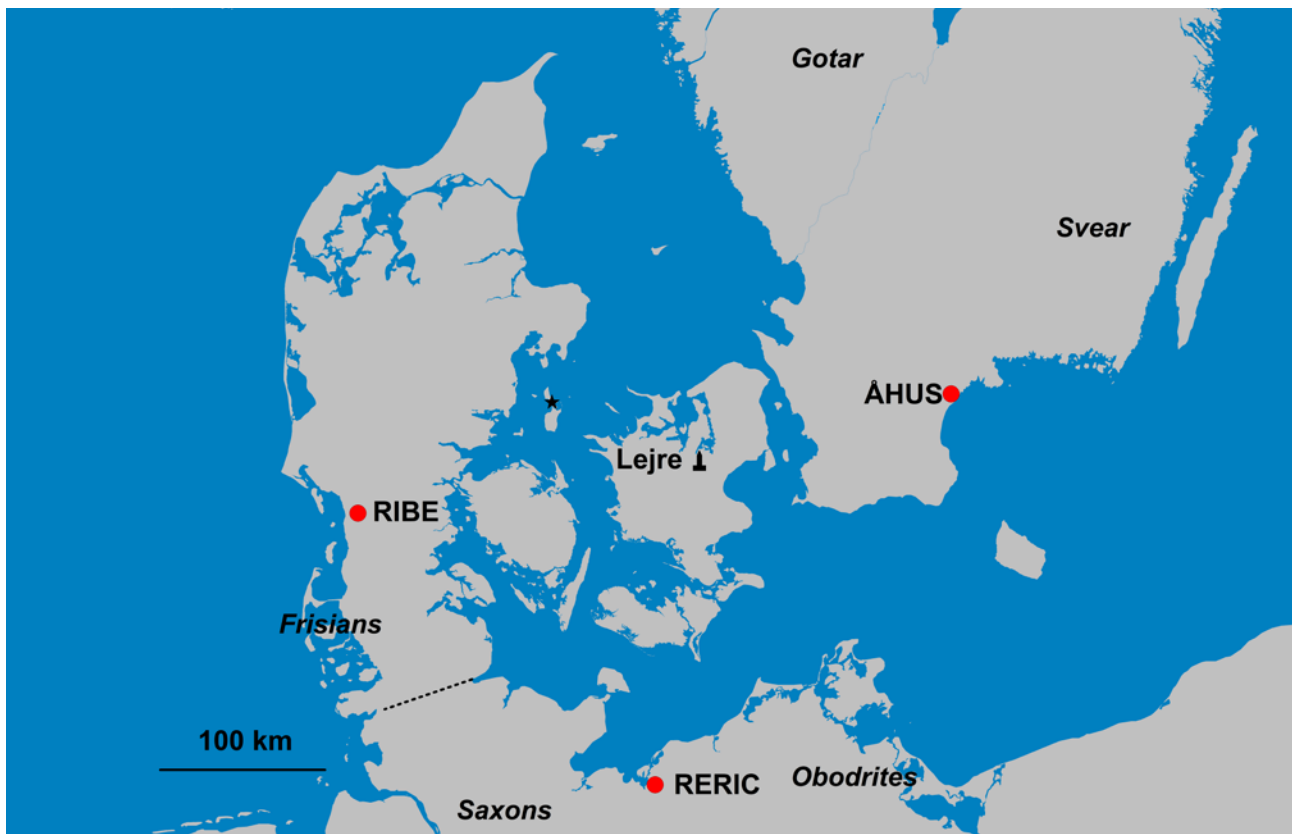 Gotar
Svear
ÅHUS
Lejre
RIBE
Frisians
100 km
Obodrites
RERIC
Saxons